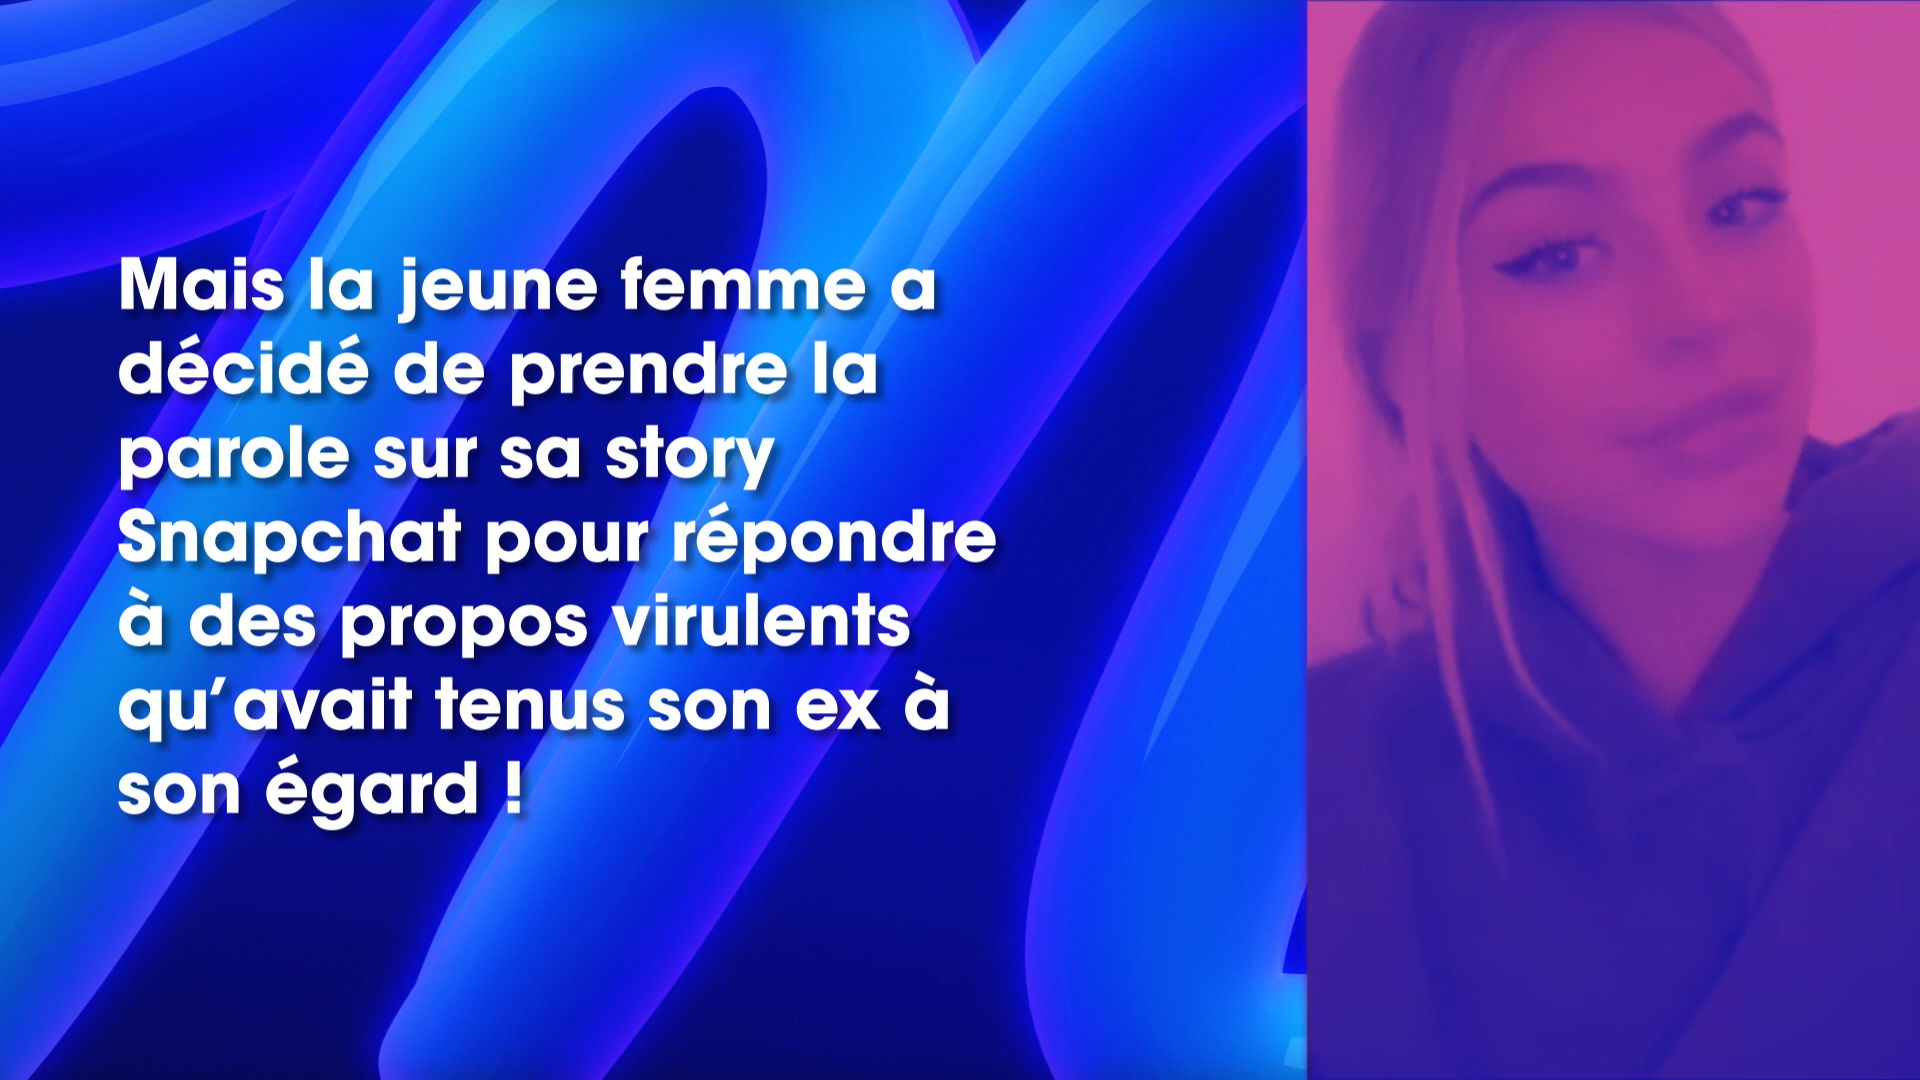 Mais la jeune femme a
décidé de prendre la
parole sur sa story
Snapchat pour répondre
à des propos virulents
qu’avait tenus son ex à
son égard !